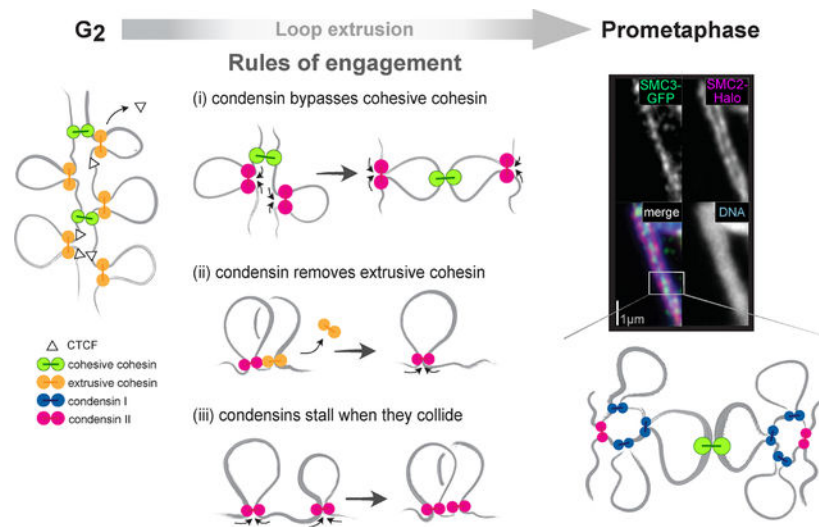 G2
Loop extrusion
Prometaphase
Rules of engagement
(i) condensin bypasses cohesive cohesin
(ii) condensin removes extrusive cohesin
(iii) condensins stall when they collide
CTCF
cohesive cohesin
extrusive cohesin
condensin I
condensin II
SMC3-
GFP
SMC2-
Halo
merge
DNA
1μm